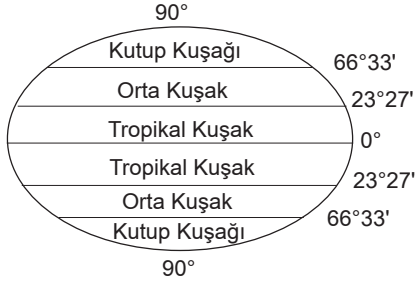 90°
Kutup Kuşağı
66°33'
Orta Kuşak
23°27'
Tropikal Kuşak
0°
Tropikal Kuşak
23°27'
Orta Kuşak
66°33'
Kutup Kuşağı
90°